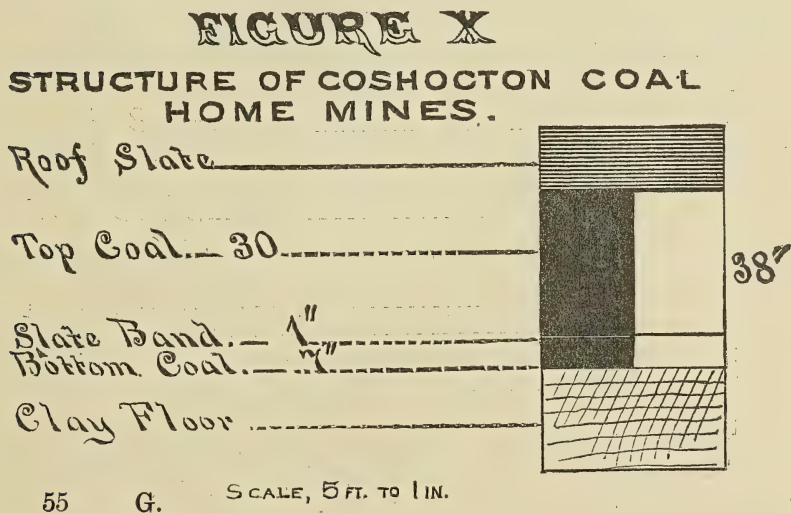 FIGURE X
STRUCTURE OF COSHOCTON COAL
HOME MINES.
Roof Slate
Top Coal. 30
38"
Slate Band. 1"
Bottom Coal. 7"
Clay Floor
55 G. SCALE, 5 FT. TO 1 IN.